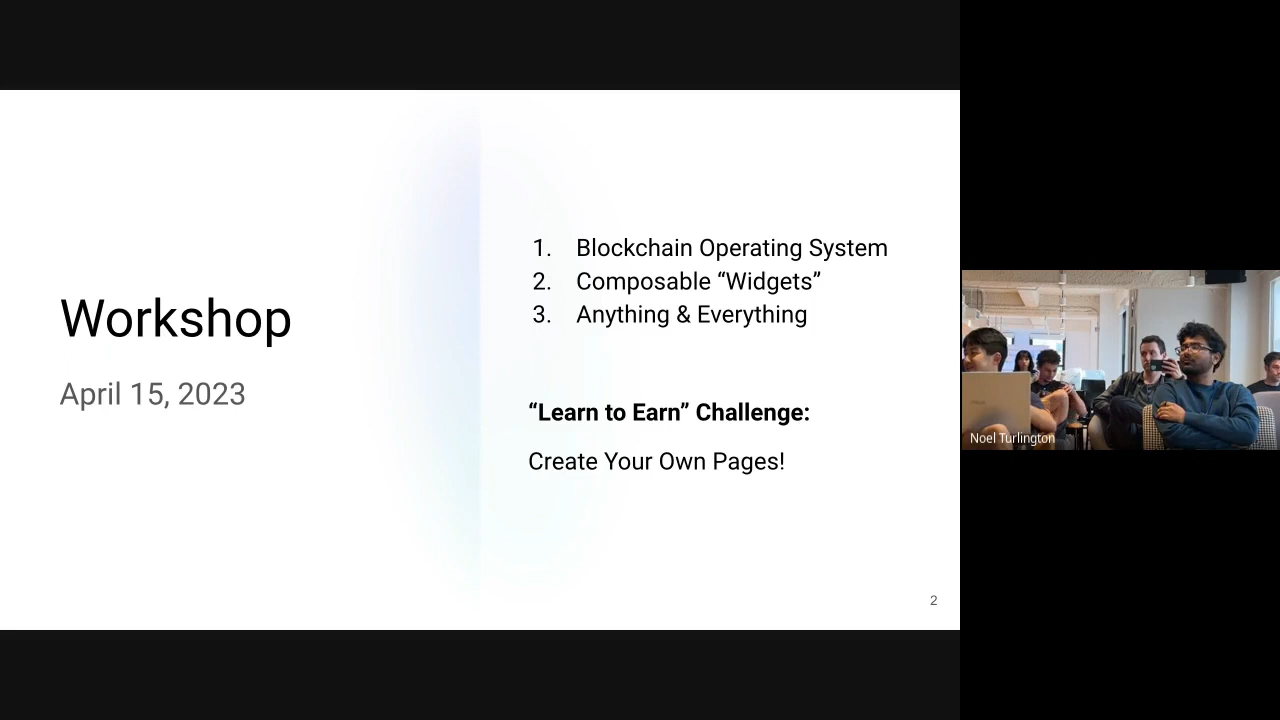 Workshop
April 15, 2023
1. Blockchain Operating System
2. Composable “Widgets”
3. Anything & Everything
“Learn to Earn” Challenge:
Create Your Own Pages!
2
Noel Turlington